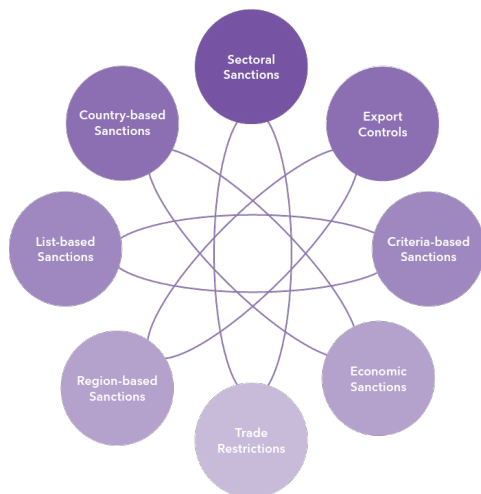 Sectoral
Sanctions
Country-based
Sanctions
Export
Controls
List-based
Sanctions
Criteria-based
Sanctions
Region-based
Sanctions
Economic
Sanctions
Trade
Restrictions